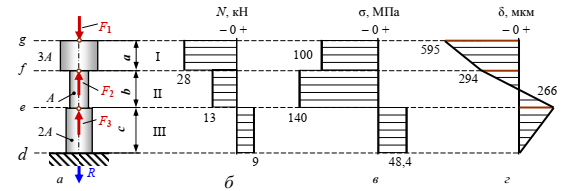 N, кН
σ, МПа
δ, мкм
− 0 +
− 0 +
− 0 +
F₁
g
3A
a
I
100
595
f
28
294
A
F₂
b
II
266
e
13
140
F₃
2A
c
III
d
9
48,4
а
R
б
в
г